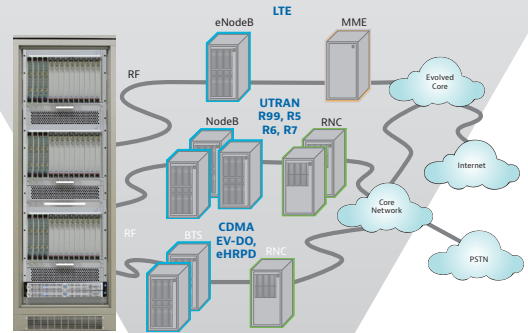 LTE
eNodeB
MME
RF
Evolved
Core
UTRAN
R99, R5
R6, R7
NodeB
RNC
Internet
Core
Network
RF
BTS
CDMA
EV-DO,
eHRPD
RNC
PSTN